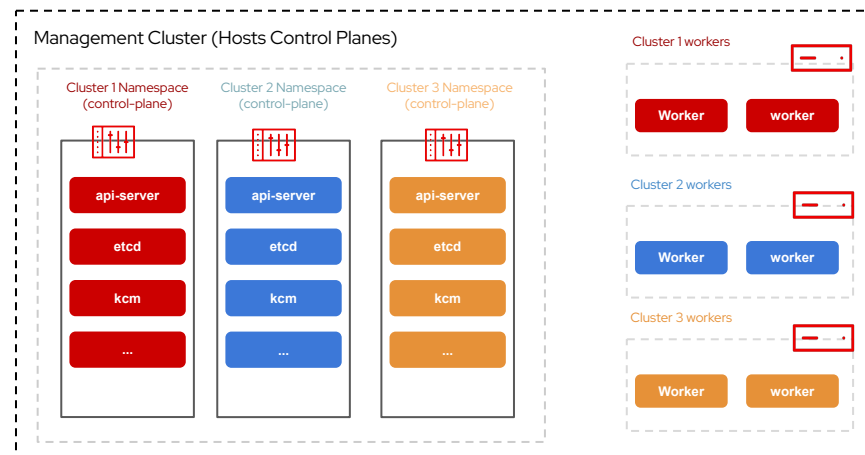 Management Cluster (Hosts Control Planes)
Cluster 1 Namespace
(control-plane)
api-server
etcd
kcm
...
Cluster 2 Namespace
(control-plane)
api-server
etcd
kcm
...
Cluster 3 Namespace
(control-plane)
api-server
etcd
kcm
...
Cluster 1 workers
Worker worker
Cluster 2 workers
Worker worker
Cluster 3 workers
Worker worker